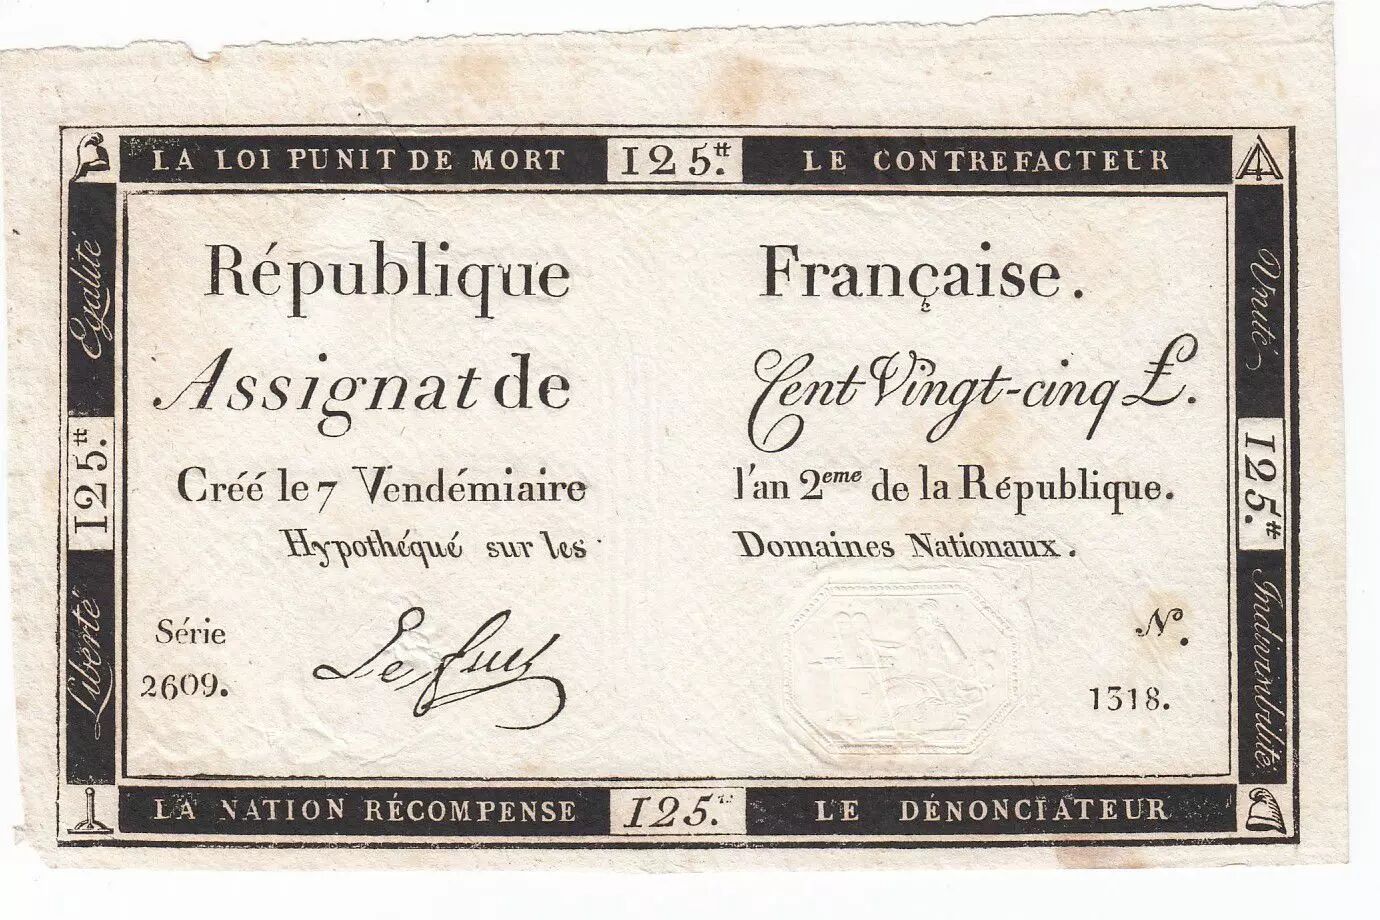 LA LOI PUNIT DE MORT 125.₶ LE CONTREFACTEUR
Egalité
Unité
République Française.
Assignat de Cent Vingt-cinq ₤.
Créé le 7 Vendémiaire l'an 2eme de la République.
Hypothéqué sur les Domaines Nationaux.
125.₶
125.₶
Liberté
Indivisibilité
Série
2609.
No.
1318.
LA NATION RÉCOMPENSE 125.₶ LE DÉNONCIATEUR